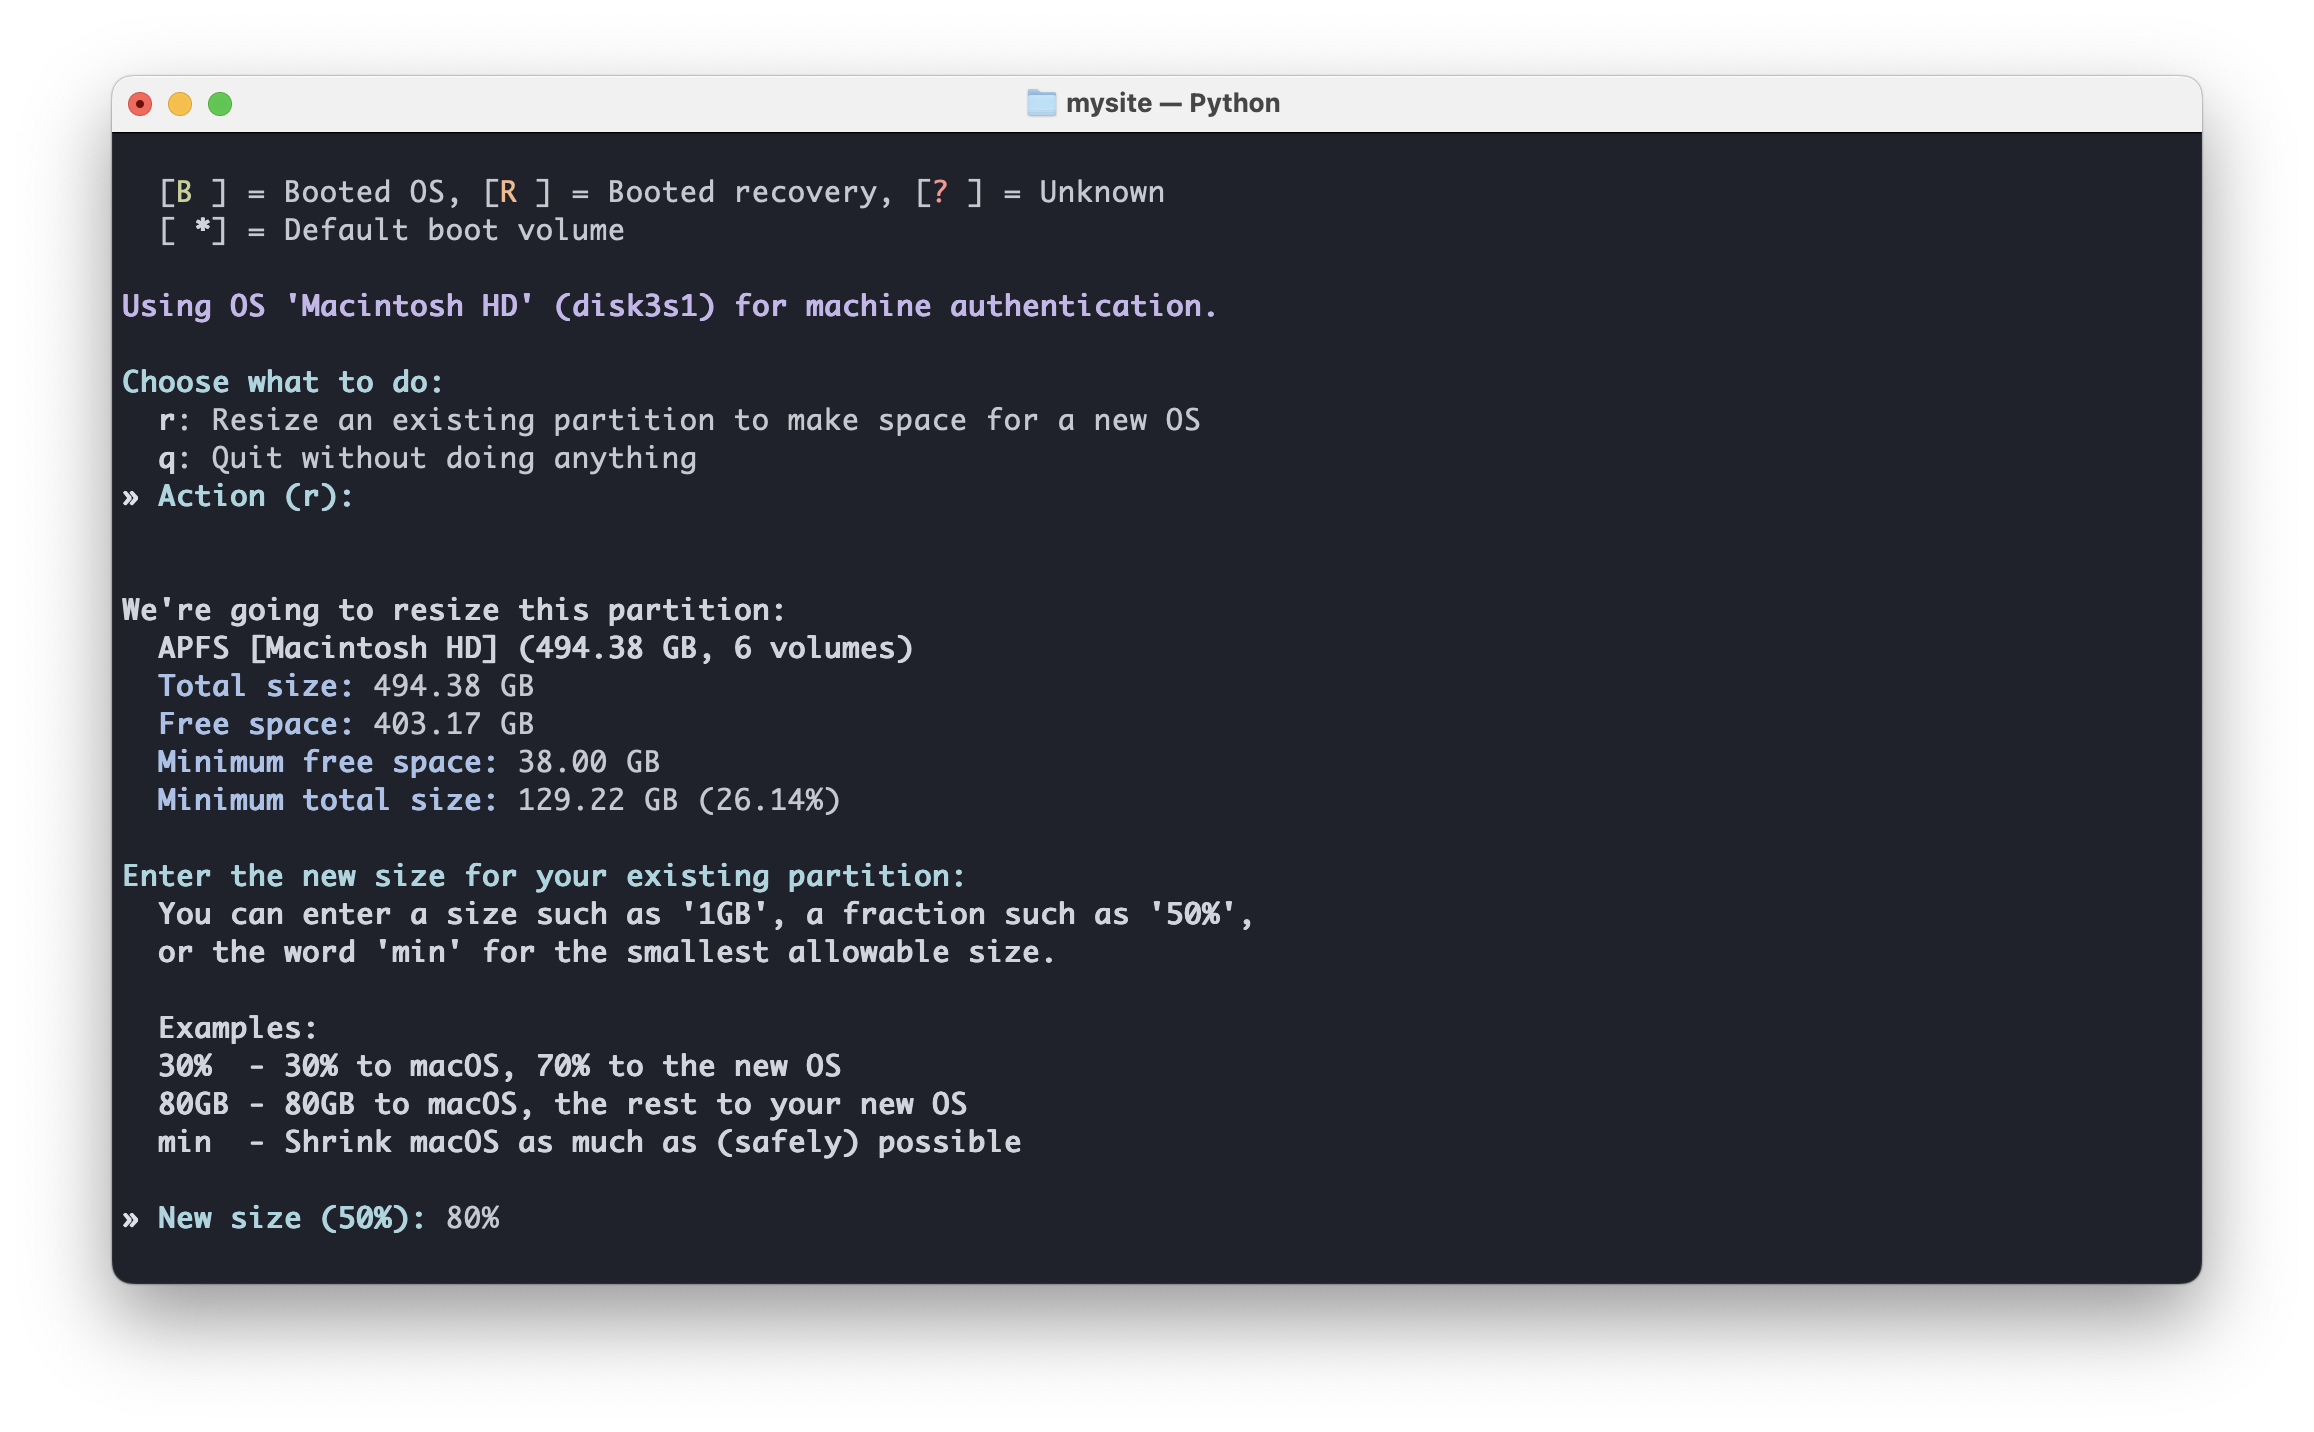 mysite — Python
[B ] = Booted OS, [R ] = Booted recovery, [? ] = Unknown
[ *] = Default boot volume
Using OS 'Macintosh HD' (disk3s1) for machine authentication.
Choose what to do:
r: Resize an existing partition to make space for a new OS
q: Quit without doing anything
» Action (r):
We're going to resize this partition:
APFS [Macintosh HD] (494.38 GB, 6 volumes)
Total size: 494.38 GB
Free space: 403.17 GB
Minimum free space: 38.00 GB
Minimum total size: 129.22 GB (26.14%)
Enter the new size for your existing partition:
You can enter a size such as '1GB', a fraction such as '50%',
or the word 'min' for the smallest allowable size.
Examples:
30%  - 30% to macOS, 70% to the new OS
80GB - 80GB to macOS, the rest to your new OS
min  - Shrink macOS as much as (safely) possible
» New size (50%): 80%